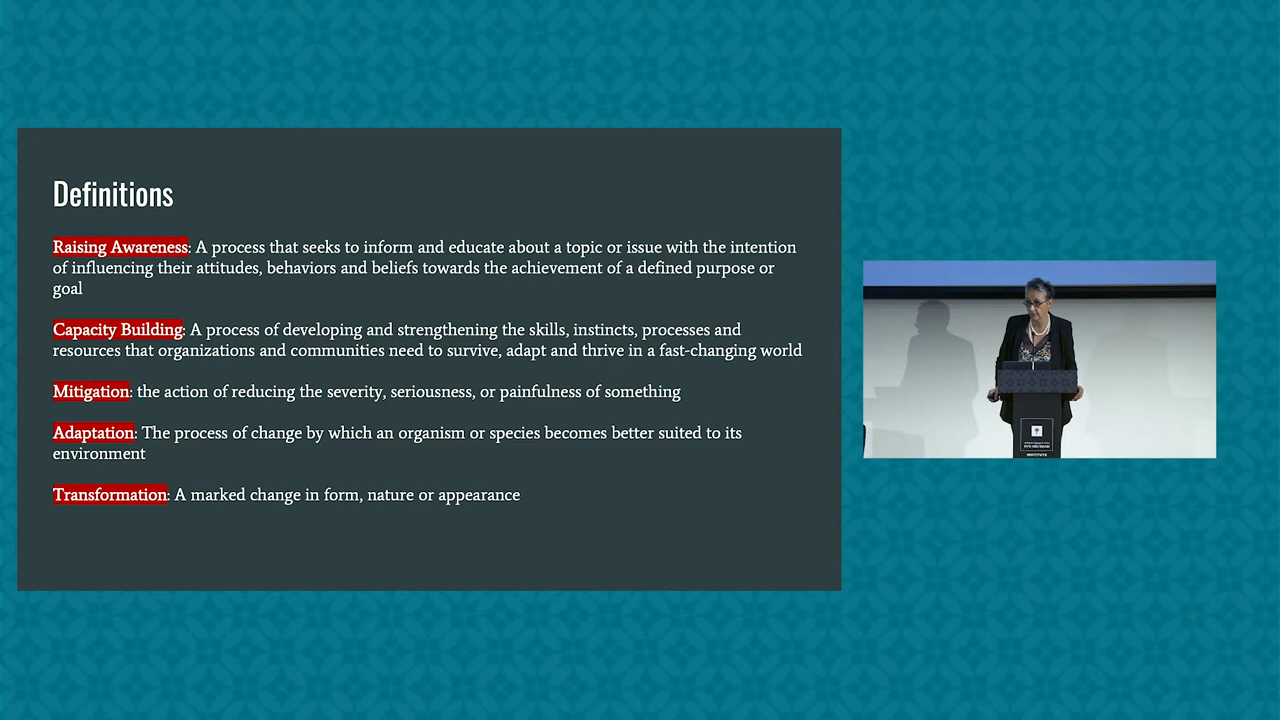 Definitions
Raising Awareness: A process that seeks to inform and educate about a topic or issue with the intention
of influencing their attitudes, behaviors and beliefs towards the achievement of a defined purpose or
goal
Capacity Building: A process of developing and strengthening the skills, instincts, processes and
resources that organizations and communities need to survive, adapt and thrive in a fast-changing world
Mitigation: the action of reducing the severity, seriousness, or painfulness of something
Adaptation: The process of change by which an organism or species becomes better suited to its
environment
Transformation: A marked change in form, nature or appearance
NYU ABU DHABI
INSTITUTE